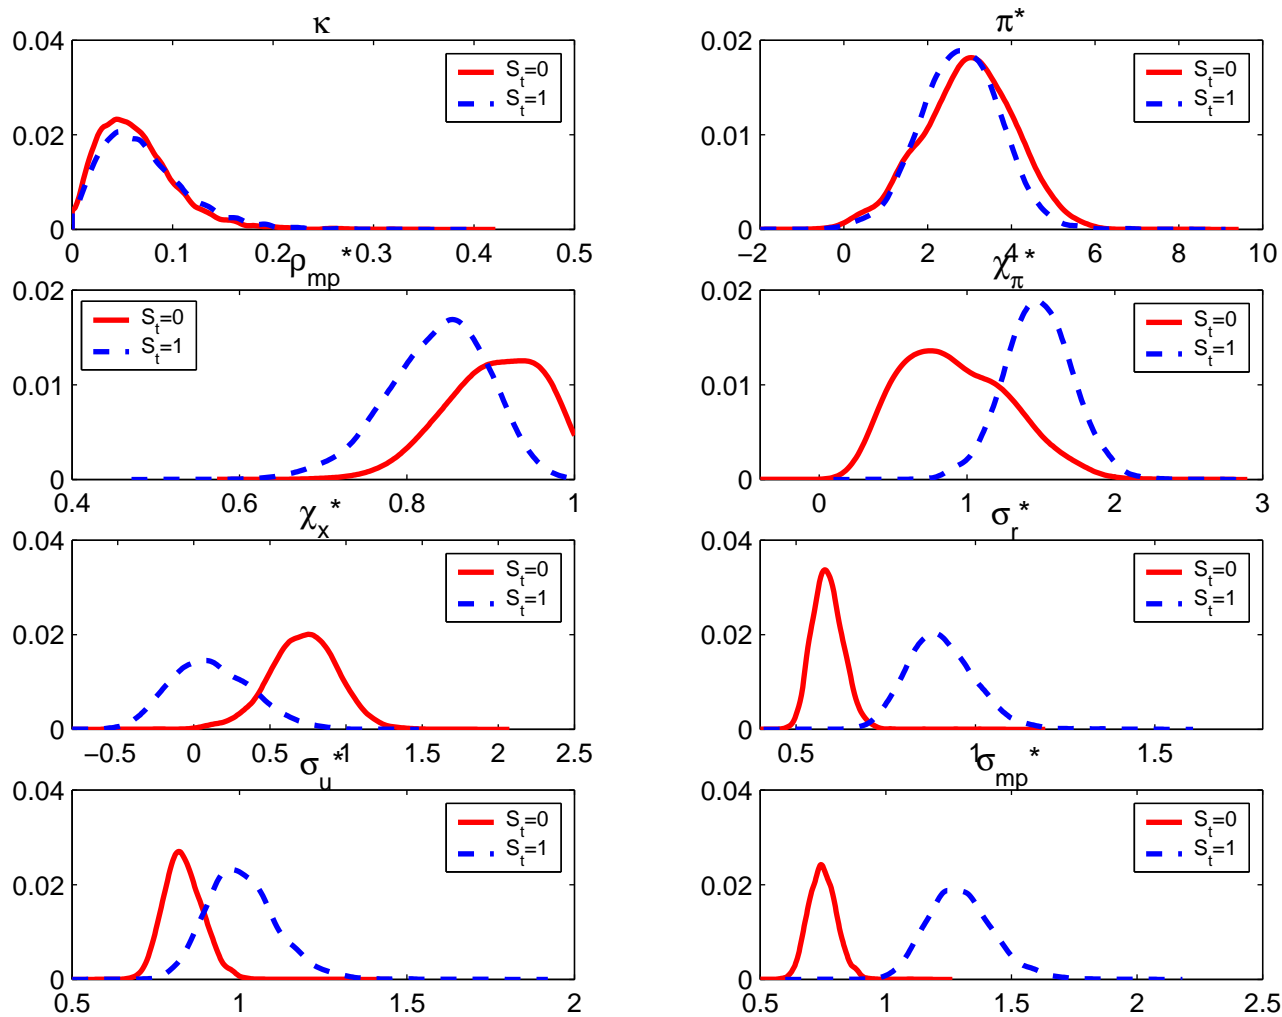 κ
π*
0.04
0.02
0
S_t=0
S_t=1
0
0.1
0.2
0.3
0.4
0.5
0.02
0.01
0
S_t=0
S_t=1
−2
0
2
4
6
8
10
ρ_mp*
χ_π*
0.02
0.01
0
S_t=0
S_t=1
0.4
0.6
0.8
1
0.02
0.01
0
S_t=0
S_t=1
0
1
2
3
χ_x*
σ_r*
0.04
0.02
0
S_t=0
S_t=1
−0.5
0
0.5
1
1.5
2
2.5
0.04
0.02
0
S_t=0
S_t=1
0.5
1
1.5
σ_u*
σ_mp*
0.04
0.02
0
S_t=0
S_t=1
0.5
1
1.5
2
0.04
0.02
0
S_t=0
S_t=1
0.5
1
1.5
2
2.5